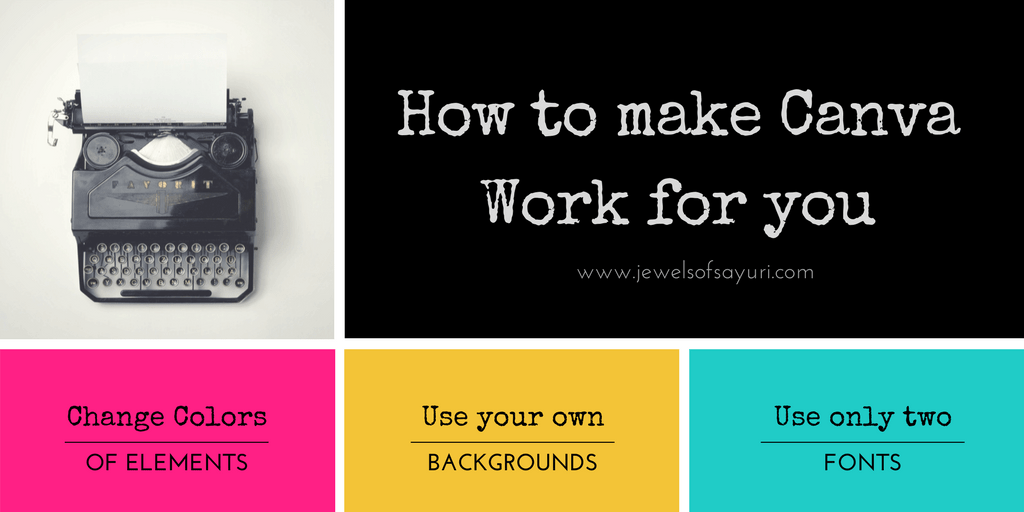 FAVORIT
How to make Canva
Work for you
www.jewelsofsayuri.com
Change Colors
OF ELEMENTS
Use your own
BACKGROUNDS
Use only two
FONTS